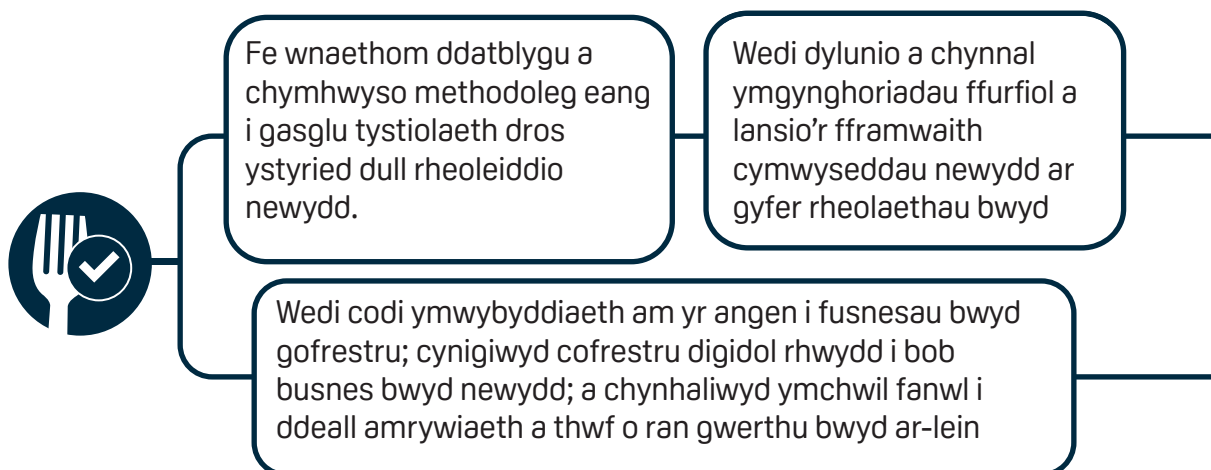 Fe wnaethom ddatblygu a
chymhwyso methodoleg eang
i gasglu tystiolaeth dros
ystyried dull rheoleiddio
newydd.
Wedi dylunio a chynnal
ymgynghoriadau ffurfiol a
lansio'r fframwaith
cymwyseddau newydd ar
gyfer rheolaethau bwyd
Wedi codi ymwybyddiaeth am yr angen i fusnesau bwyd
gofrestru; cynigiwyd cofrestru digidol rhwydd i bob
busnes bwyd newydd; a chynhaliwyd ymchwil fanwl i
ddeall amrywiaeth a thwf o ran gwerthu bwyd ar-lein